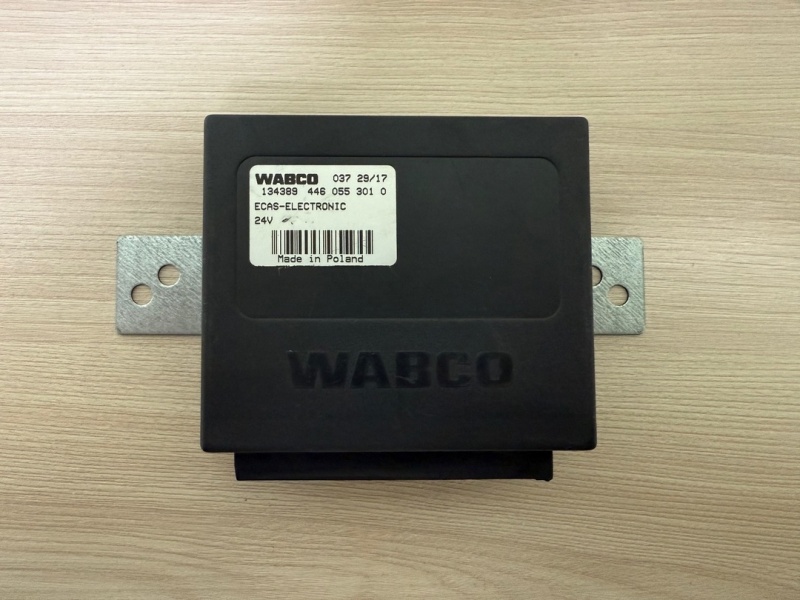 WABCO 037 29/17
134389 446 055 301 0
ECAS-ELECTRONIC
24V
Made in Poland
WABCO